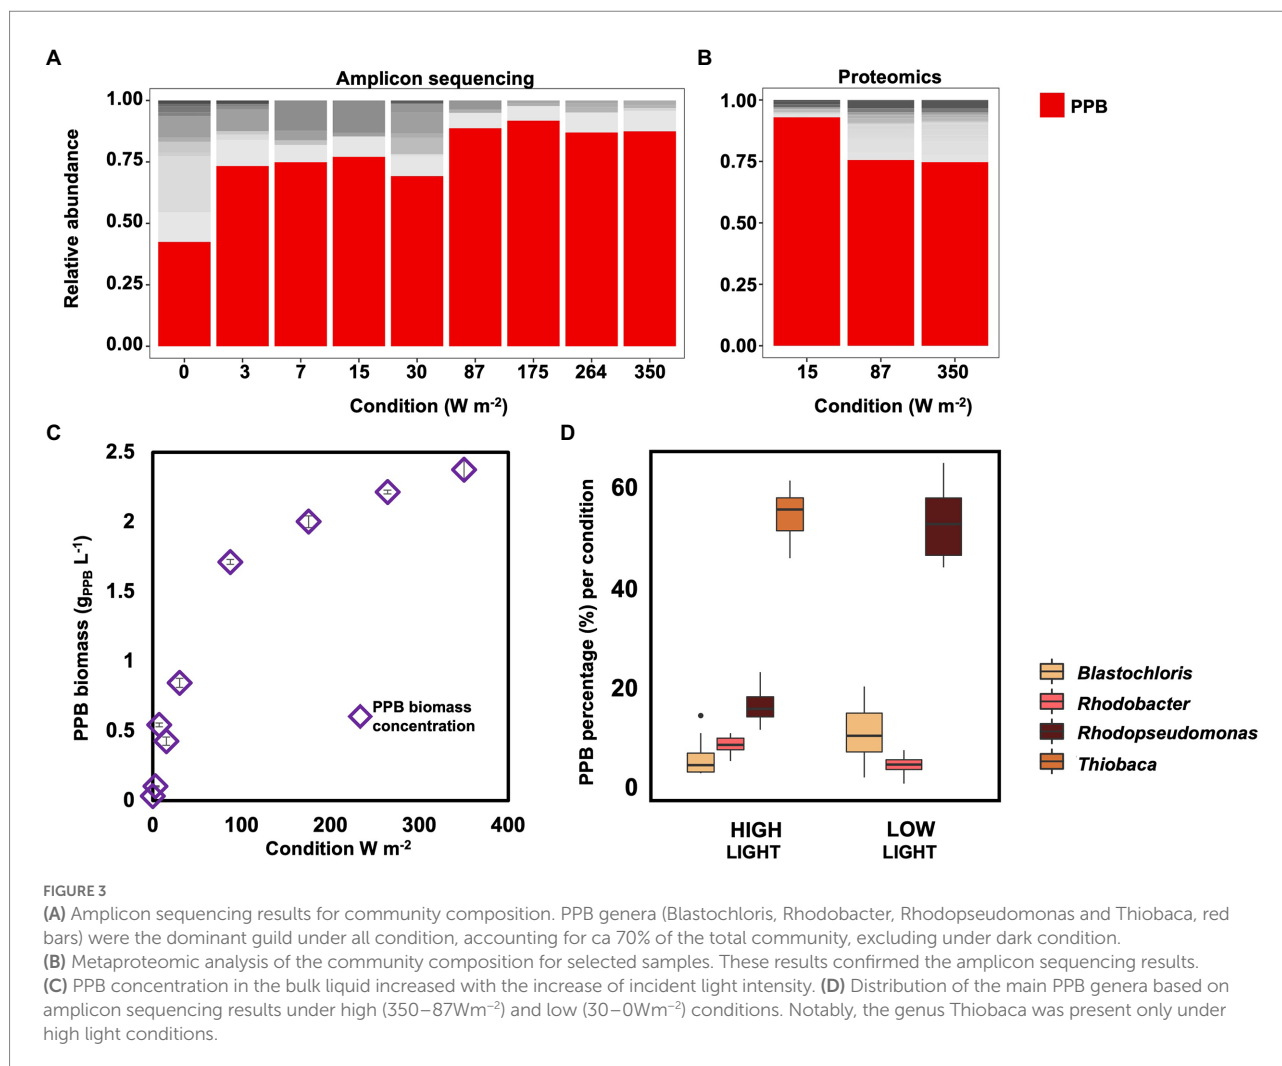 A
Amplicon sequencing
Relative abundance
1.00
0.75
0.50
0.25
0.00
0 3 7 15 30 87 175 264 350
Condition (W m-2)
B
Proteomics
PPB
1.00
0.75
0.50
0.25
0.00
15 87 350
Condition (W m-2)
C
PPB biomass (gPPB L-1)
2.5
2
1.5
1
0.5
0
PPB biomass
concentration
0 100 200 300 400
Condition W m-2
D
PPB percentage (%) per condition
60
40
20
0
HIGH
LIGHT
LOW
LIGHT
Blastochloris
Rhodobacter
Rhodopseudomonas
Thiobaca
FIGURE 3
(A) Amplicon sequencing results for community composition. PPB genera (Blastochloris, Rhodobacter, Rhodopseudomonas and Thiobaca, red
bars) were the dominant guild under all condition, accounting for ca 70% of the total community, excluding under dark condition.
(B) Metaproteomic analysis of the community composition for selected samples. These results confirmed the amplicon sequencing results.
(C) PPB concentration in the bulk liquid increased with the increase of incident light intensity. (D) Distribution of the main PPB genera based on
amplicon sequencing results under high (350–87Wm−2) and low (30–0Wm−2) conditions. Notably, the genus Thiobaca was present only under
high light conditions.